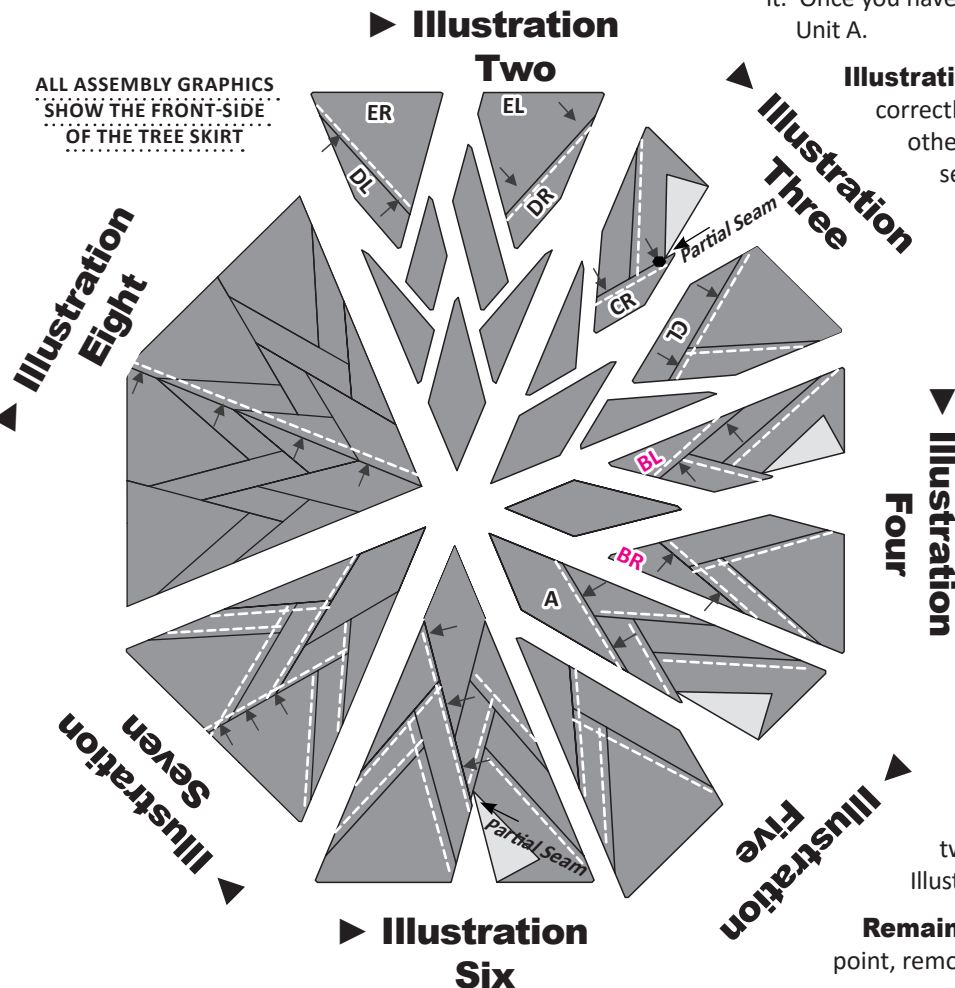 it. Once you have
Unit A.
► Illustration
Two
ALL ASSEMBLY GRAPHICS
SHOW THE FRONT-SIDE
OF THE TREE SKIRT
ER
EL
DL
DR
► Illustration
Three
Illustrati
correctly
othe
se
Partial Seam
CR
CL
► Illustration
Eight
BL
► Illustration
Four
BR
A
► Illustration
Five
Partial Seam
► Illustration
Seven
► Illustration
Six
tw
Illust
Remain
point, remo